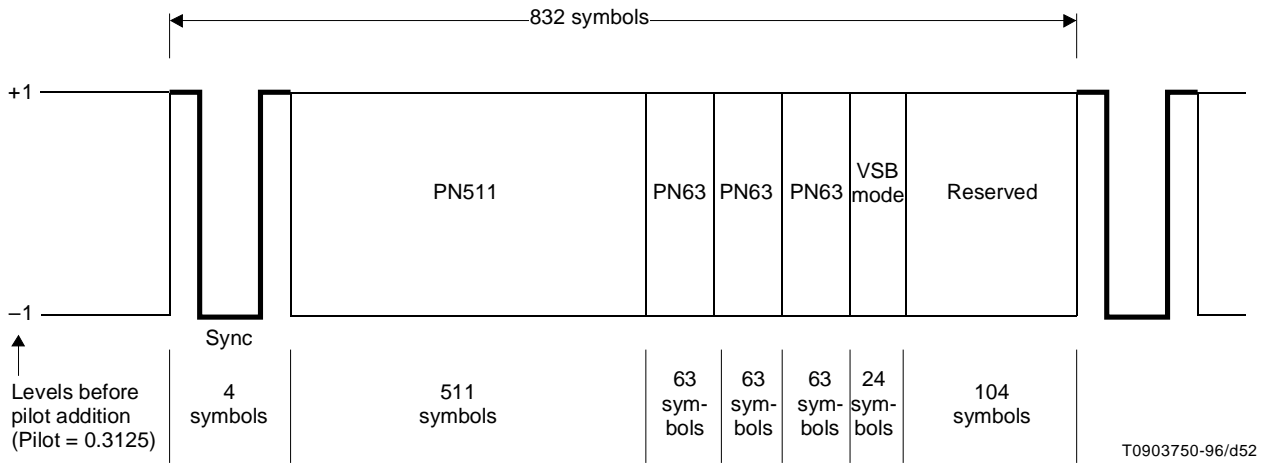 832 symbols
+1
PN511
PN63
PN63
PN63
VSB
mode
Reserved
–1
Sync
Levels before
pilot addition
(Pilot = 0.3125)
4
symbols
511
symbols
63
sym-
bols
63
sym-
bols
63
sym-
bols
24
sym-
bols
104
symbols
T0903750-96/d52